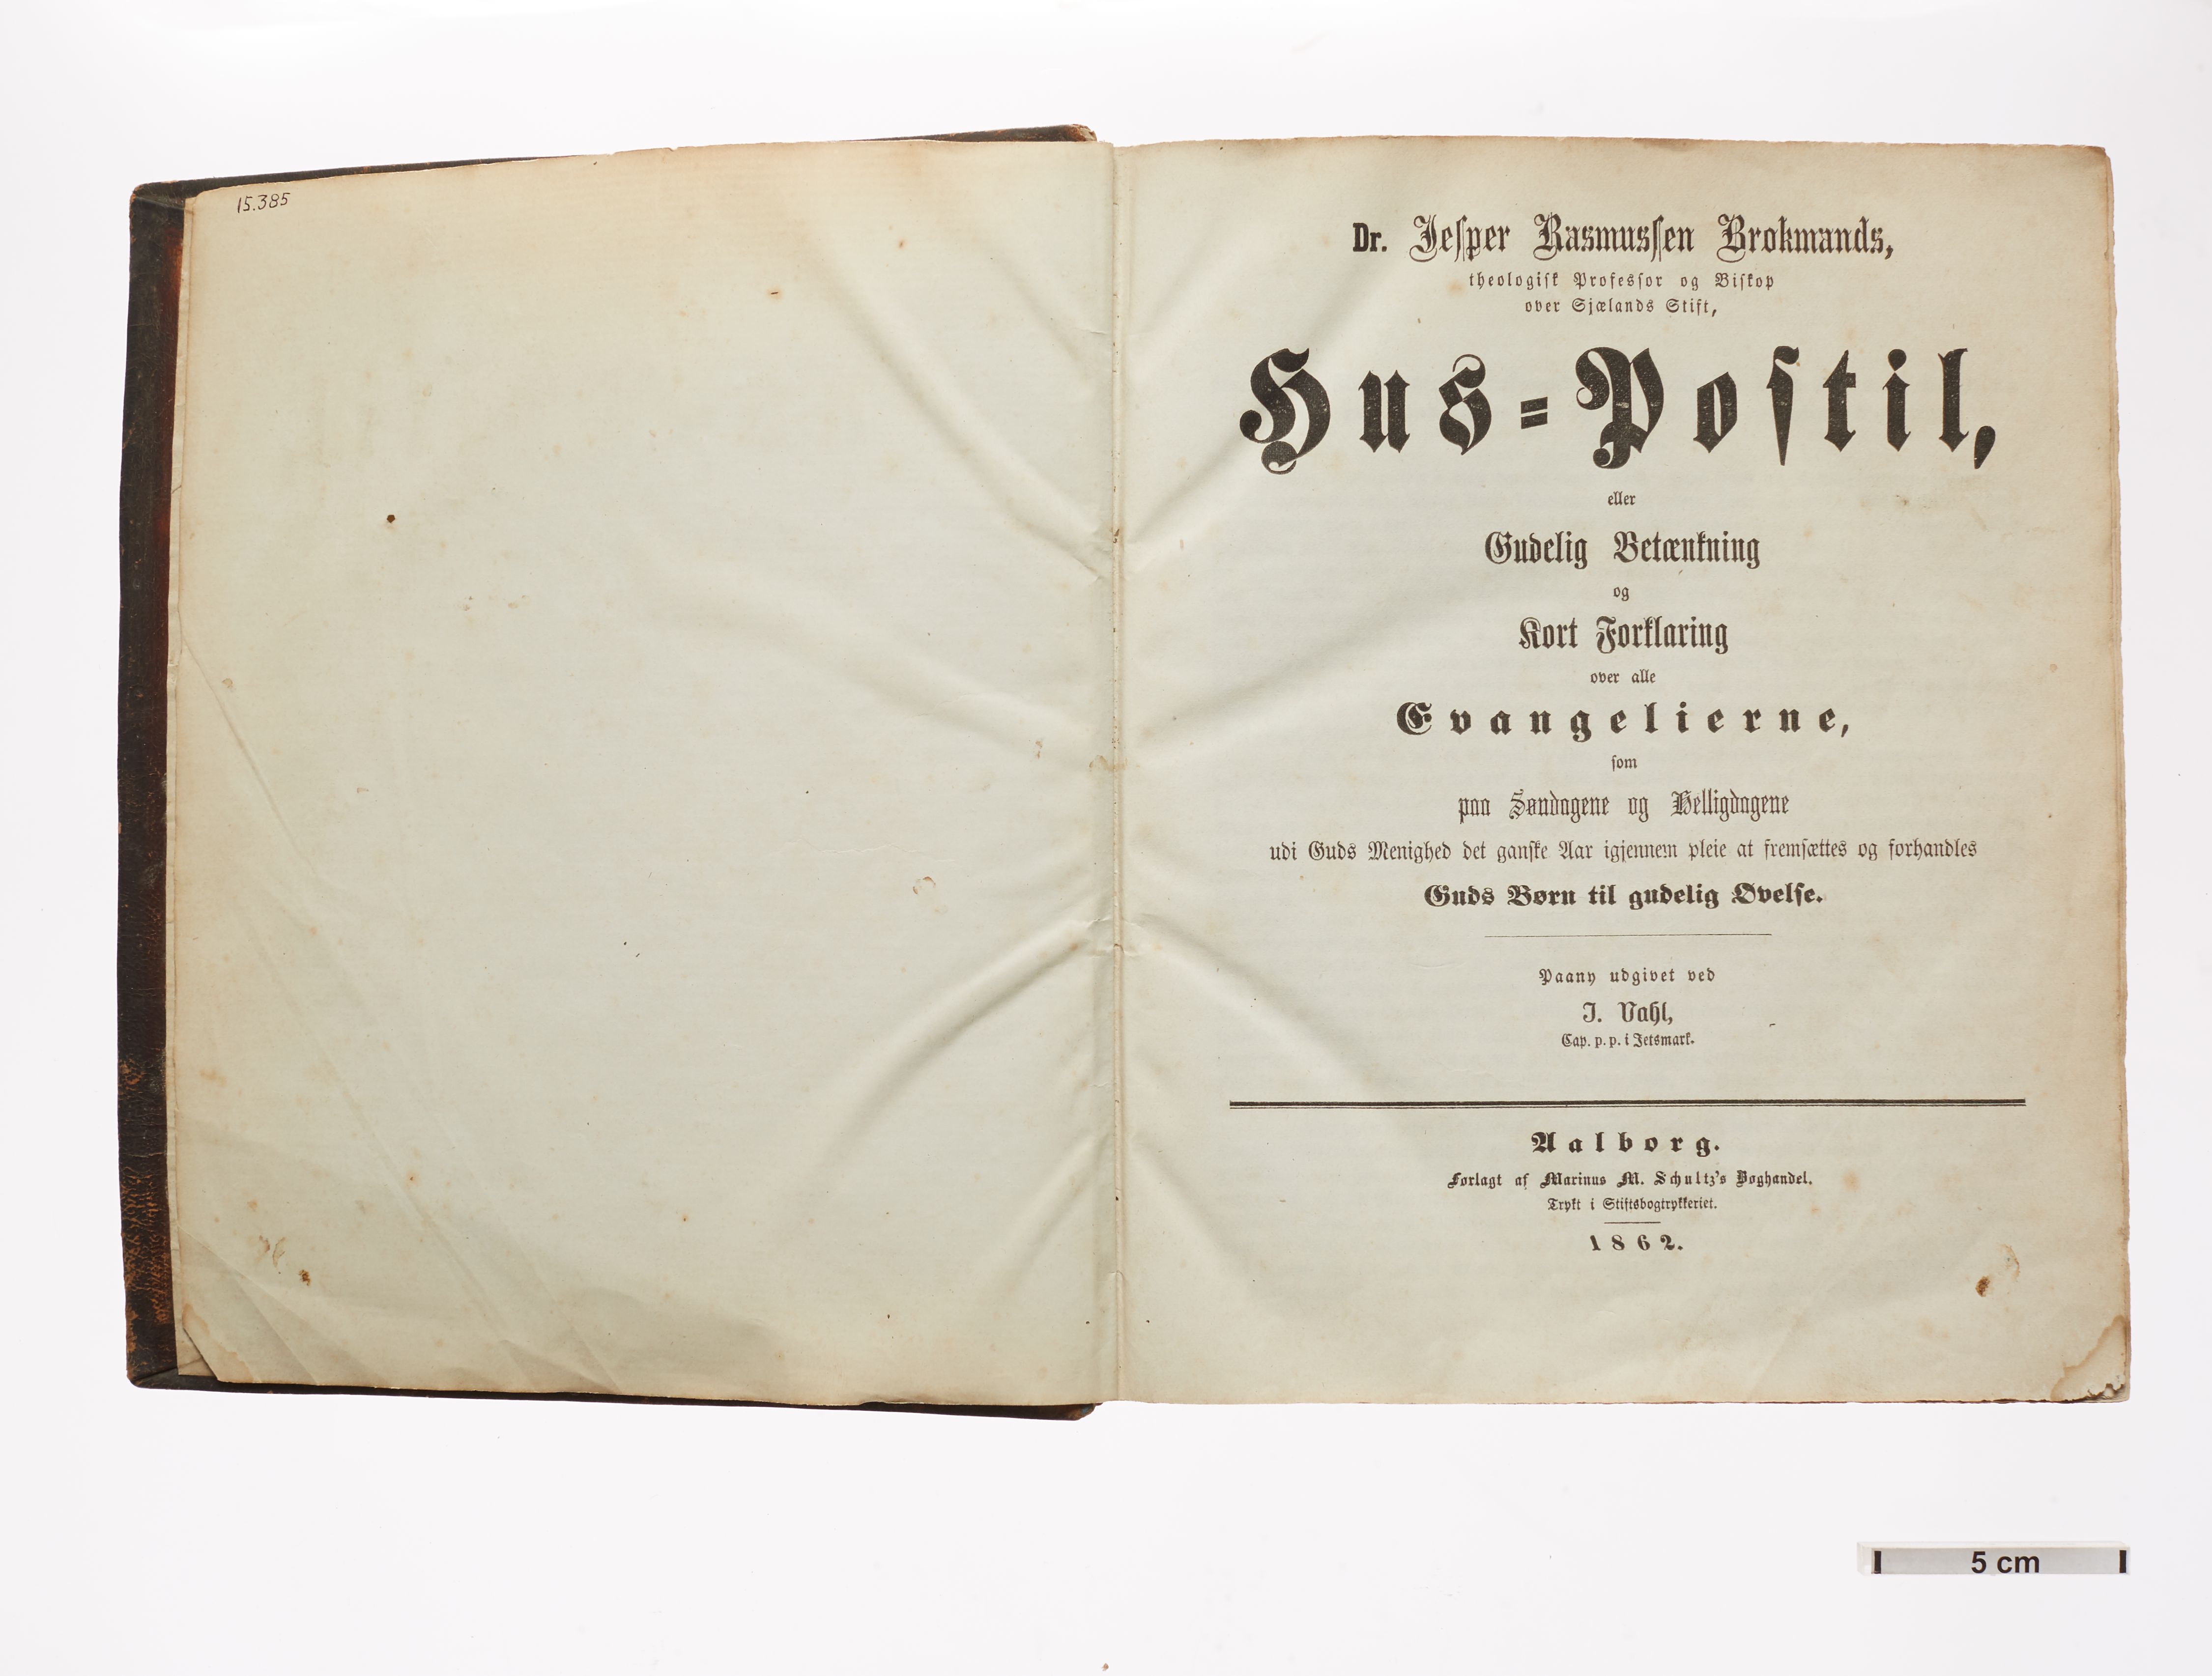 15.385
Dr. Jesper Rasmussen Brokmands,
theologisk Professor og Biskop
over Sjælands Stift,
Hus-Postil,
eller
Gudelig Betænkning
og
Kort Forklaring
over alle
Evangelierne,
som
paa Søndagene og Helligdagene
udi Guds Menighed det ganske Aar igjennem pleie at fremsættes og forhandles
Guds Børn til gudelig Øvelse.
Paany udgivet ved
J. Vahl,
Cap. p. p. i Jetsmark.
Aalborg.
Forlagt af Marinus M. Schultz's Boghandel.
Trykt i Stiftsbogtrykkeriet.
1862.
5 cm